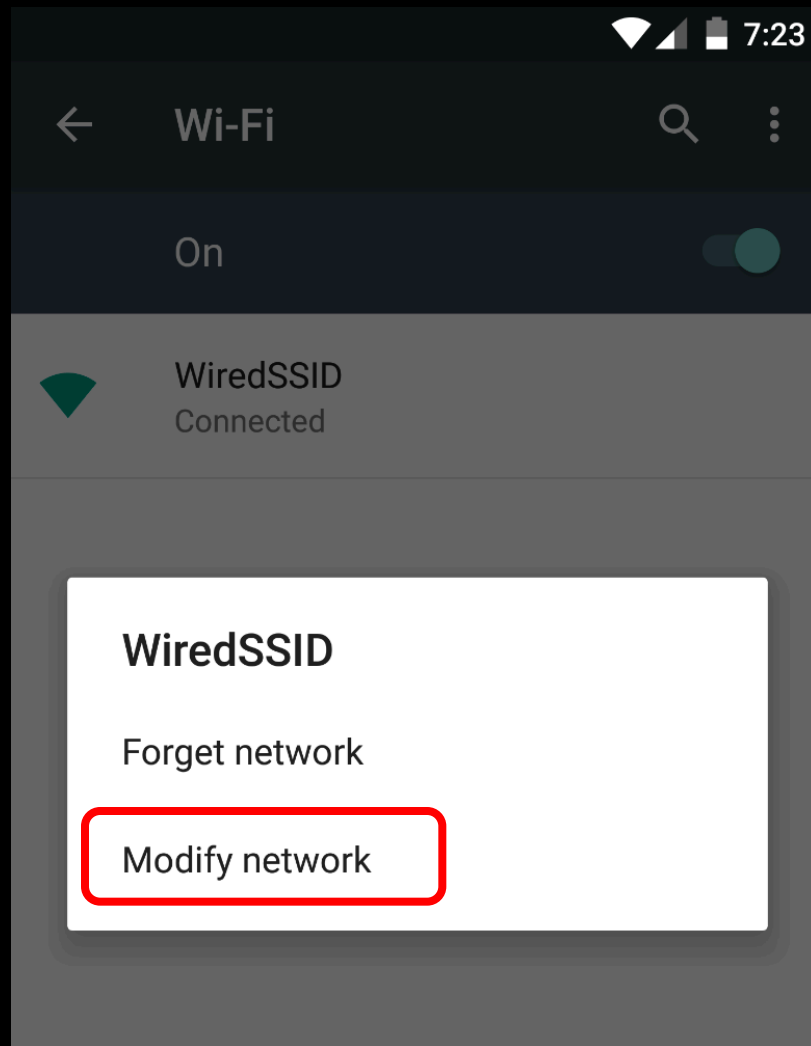 7:23
Wi-Fi
On
WiredSSID
Connected
WiredSSID
Forget network
Modify network